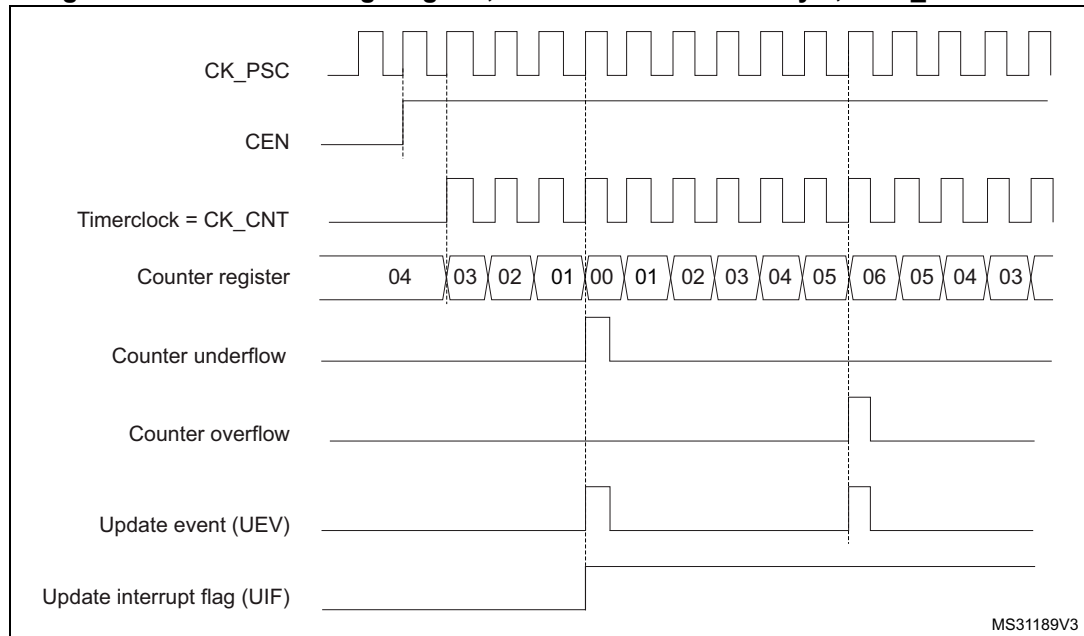 CK_PSC
CEN
Timerclock = CK_CNT
Counter register 04 03 02 01 00 01 02 03 04 05 06 05 04 03
Counter underflow
Counter overflow
Update event (UEV)
Update interrupt flag (UIF)
MS31189V3